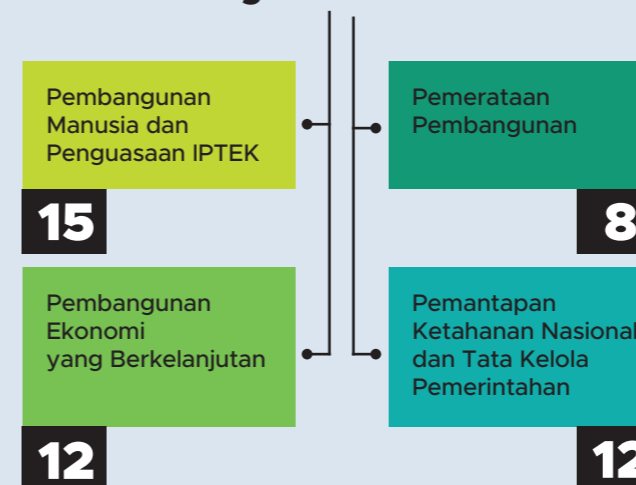 Pembangunan
Manusia dan
Penguasaan IPTEK
15
Pemerataan
Pembangunan
8
Pembangunan
Ekonomi
yang Berkelanjutan
12
Pemantapan
Ketahanan Nasional
dan Tata Kelola
Pemerintahan
12